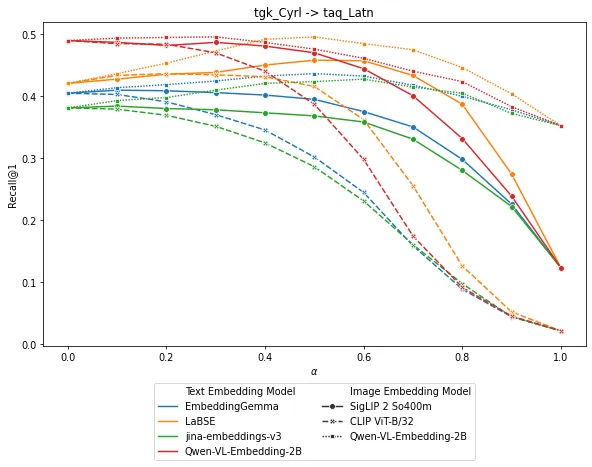 tgk_Cyrl -> taq_Latn
0.5
0.4
0.3
0.2
0.1
0.0
Recall@1
0.0 0.2 0.4 0.6 0.8 1.0
α
Text Embedding Model Image Embedding Model
EmbeddingGemma SigLIP 2 So400m
LaBSE CLIP ViT-B/32
jina-embeddings-v3 Qwen-VL-Embedding-2B
Qwen-VL-Embedding-2B